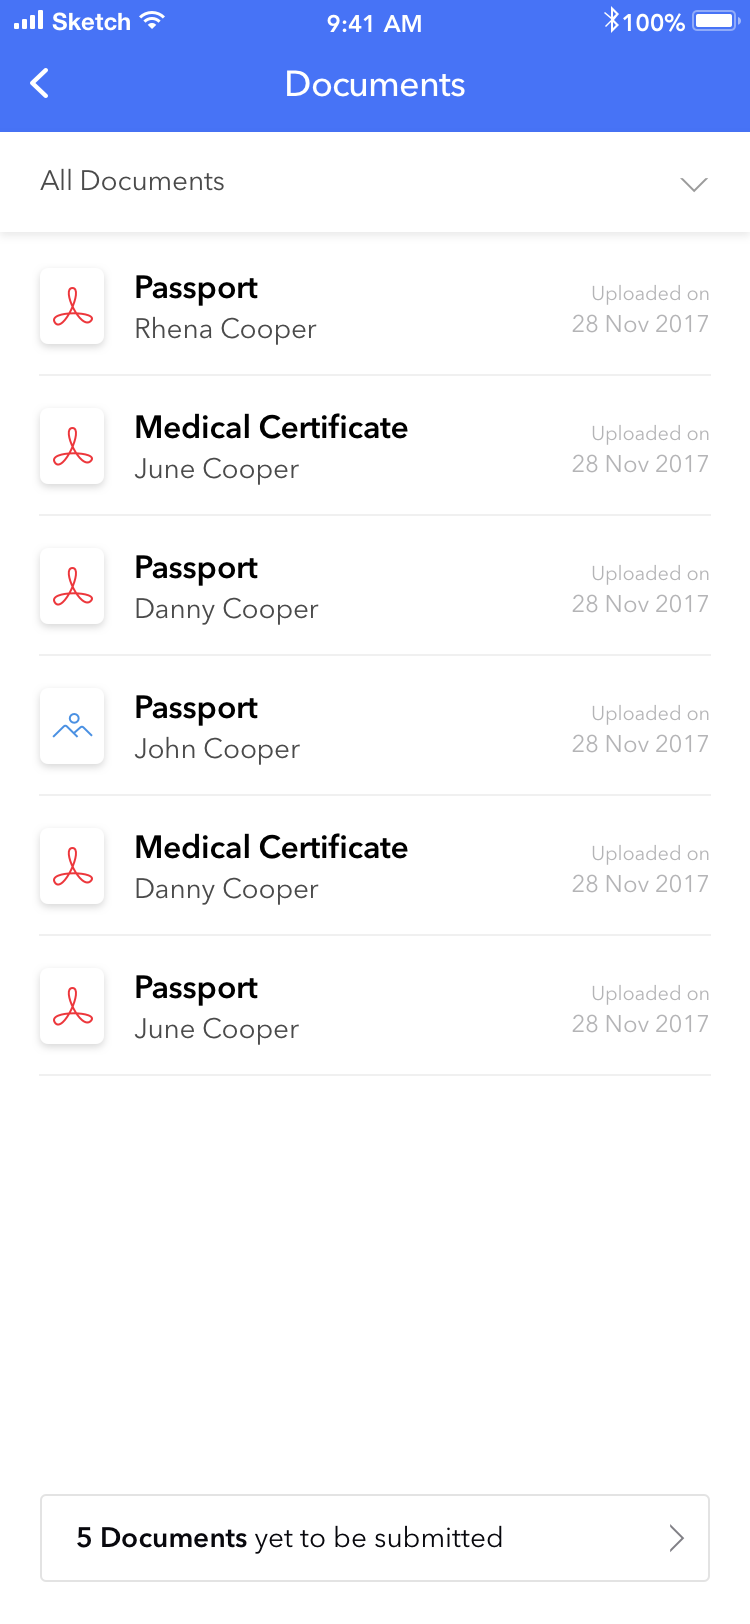 Sketch 9:41 AM 100%
Documents
All Documents
Passport
Rhena Cooper
Uploaded on
28 Nov 2017
Medical Certificate
June Cooper
Uploaded on
28 Nov 2017
Passport
Danny Cooper
Uploaded on
28 Nov 2017
Passport
John Cooper
Uploaded on
28 Nov 2017
Medical Certificate
Danny Cooper
Uploaded on
28 Nov 2017
Passport
June Cooper
Uploaded on
28 Nov 2017
5 Documents yet to be submitted